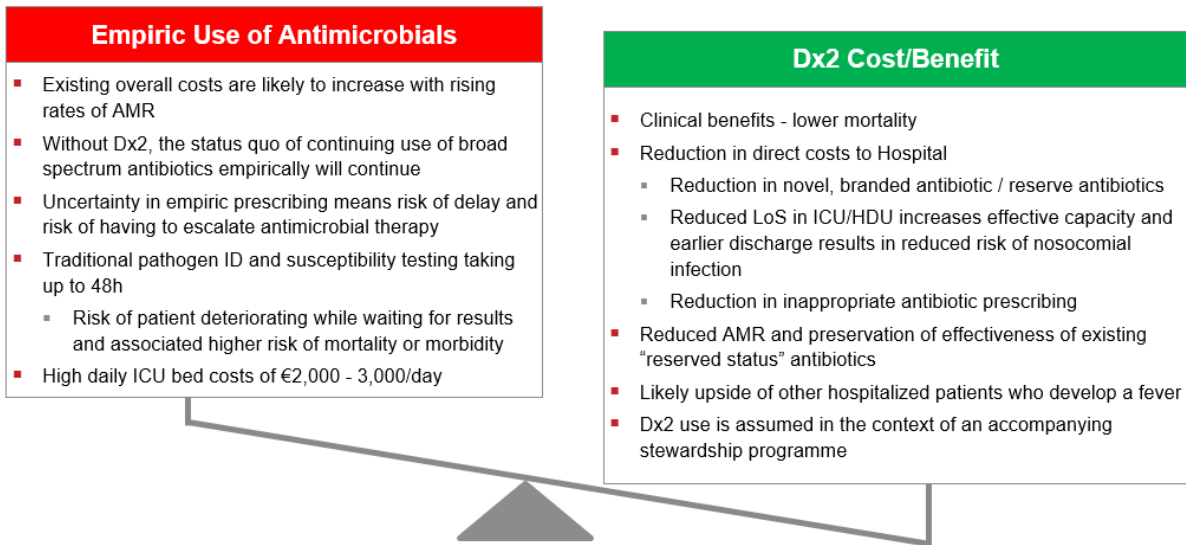 Empiric Use of Antimicrobials
▪ Existing overall costs are likely to increase with rising
rates of AMR
▪ Without Dx2, the status quo of continuing use of broad
spectrum antibiotics empirically will continue
▪ Uncertainty in empiric prescribing means risk of delay and
risk of having to escalate antimicrobial therapy
▪ Traditional pathogen ID and susceptibility testing taking
up to 48h
▪ Risk of patient deteriorating while waiting for results
and associated higher risk of mortality or morbidity
▪ High daily ICU bed costs of €2,000 - 3,000/day
Dx2 Cost/Benefit
▪ Clinical benefits - lower mortality
▪ Reduction in direct costs to Hospital
▪ Reduction in novel, branded antibiotic / reserve antibiotics
▪ Reduced LoS in ICU/HDU increases effective capacity and
earlier discharge results in reduced risk of nosocomial
infection
▪ Reduction in inappropriate antibiotic prescribing
▪ Reduced AMR and preservation of effectiveness of existing
“reserved status” antibiotics
▪ Likely upside of other hospitalized patients who develop a fever
▪ Dx2 use is assumed in the context of an accompanying
stewardship programme